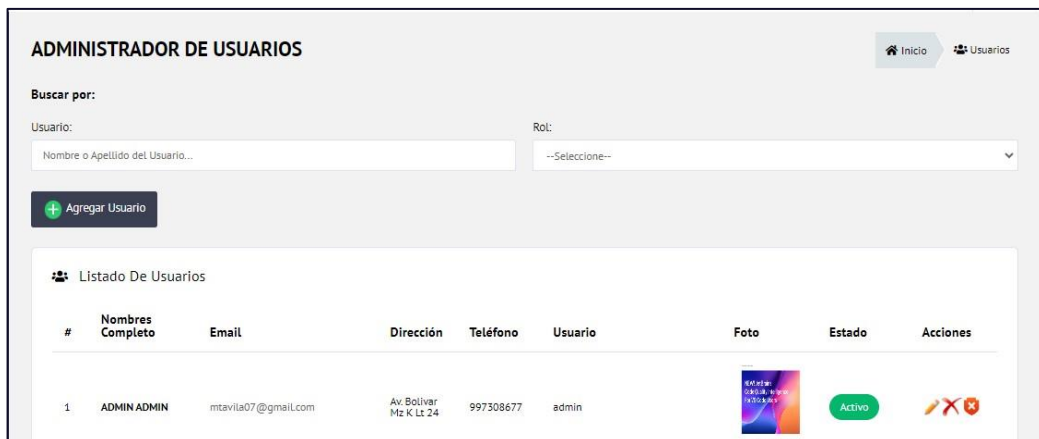 ADMINISTRADOR DE USUARIOS
Inicio
Usuarios
Buscar por:
Usuario:
Rol:
Nombre o Apellido del Usuario...
--Seleccione--
Agregar Usuario
Listado De Usuarios
# Nombres Completo Email Dirección Teléfono Usuario Foto Estado Acciones
1 ADMIN ADMIN mtavila07@gmail.com Av. Bolivar Mz K Lt 24 997308677 admin Activo